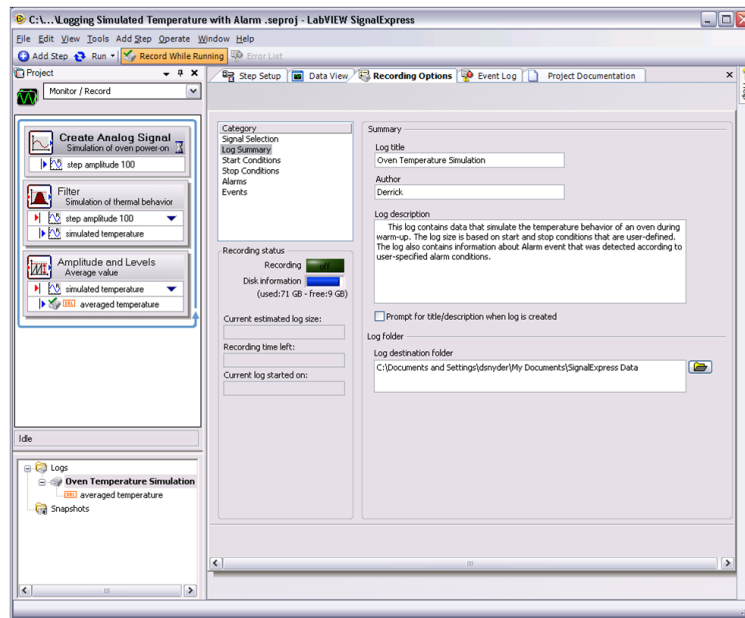 C:\...\Logging Simulated Temperature with Alarm .seproj - LabVIEW SignalExpress
File Edit View Tools Add Step Operate Window Help
Add Step Run Record While Running Error List
Project
Monitor / Record
Create Analog Signal
Simulation of oven power-on
step amplitude 100
Filter
Simulation of thermal behavior
step amplitude 100
simulated temperature
Amplitude and Levels
Average value
simulated temperature
averaged temperature
Idle
Logs
Oven Temperature Simulation
averaged temperature
Snapshots
Step Setup Data View Recording Options Event Log Project Documentation
Category
Signal Selection
Log Summary
Start Conditions
Stop Conditions
Alarms
Events
Recording status
Recording off
Disk information
(used:71 GB - free:9 GB)
Current estimated log size:
Recording time left:
Current log started on:
Summary
Log title
Oven Temperature Simulation
Author
Derrick
Log description
This log contains data that simulate the temperature behavior of an oven during
warm-up. The log size is based on start and stop conditions that are user-defined.
The log also contains information about Alarm event that was detected according to
user-specified alarm conditions.
Prompt for title/description when log is created
Log folder
Log destination folder
C:\Documents and Settings\dsnyder\My Documents\SignalExpress Data